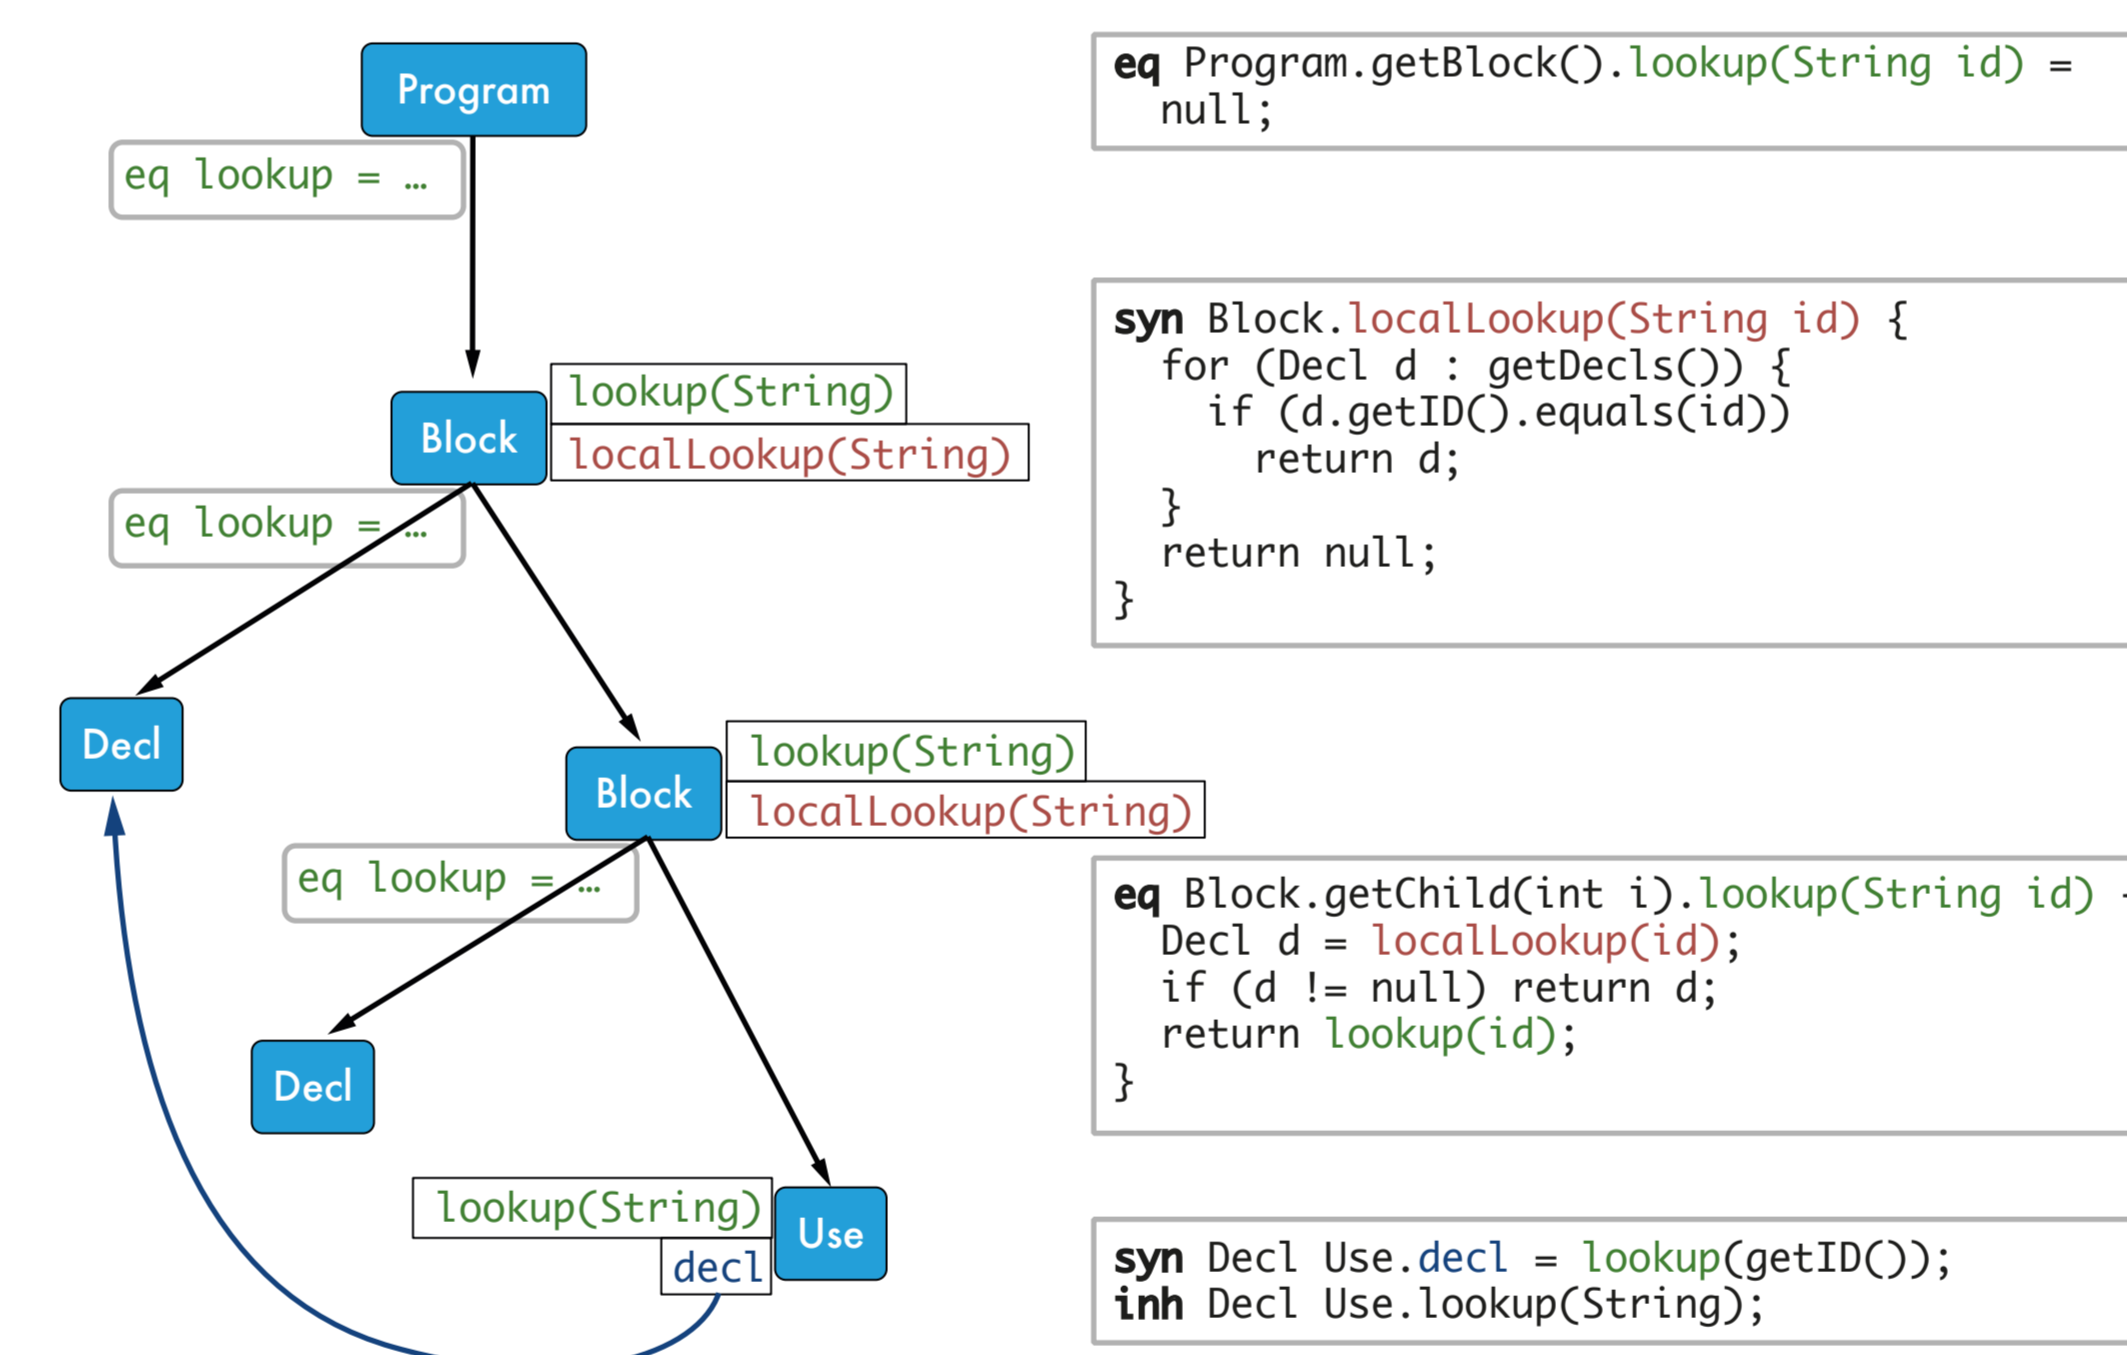 Program
eq lookup = …
Block
lookup(String)
localLookup(String)
eq lookup = …
Decl
Block
lookup(String)
localLookup(String)
eq lookup = …
Decl
lookup(String)
decl
Use
eq Program.getBlock().lookup(String id) =
  null;
syn Block.localLookup(String id) {
  for (Decl d : getDecls()) {
    if (d.getID().equals(id))
      return d;
  }
  return null;
}
eq Block.getChild(int i).lookup(String id)
  Decl d = localLookup(id);
  if (d != null) return d;
  return lookup(id);
}
syn Decl Use.decl = lookup(getID());
inh Decl Use.lookup(String);